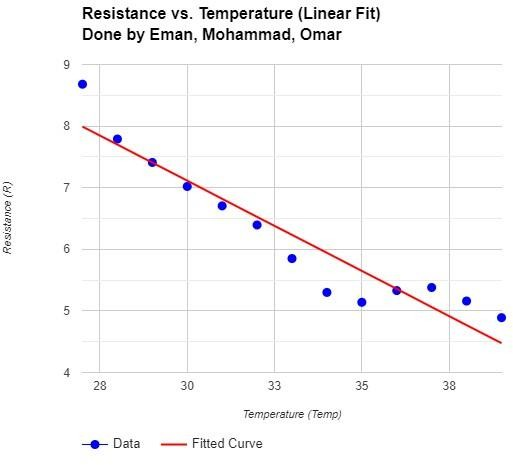 Resistance vs. Temperature (Linear Fit)
Done by Eman, Mohammad, Omar
9
8
7
6
5
4
Resistance (R)
28 30 33 35 38
Temperature (Temp)
Data Fitted Curve